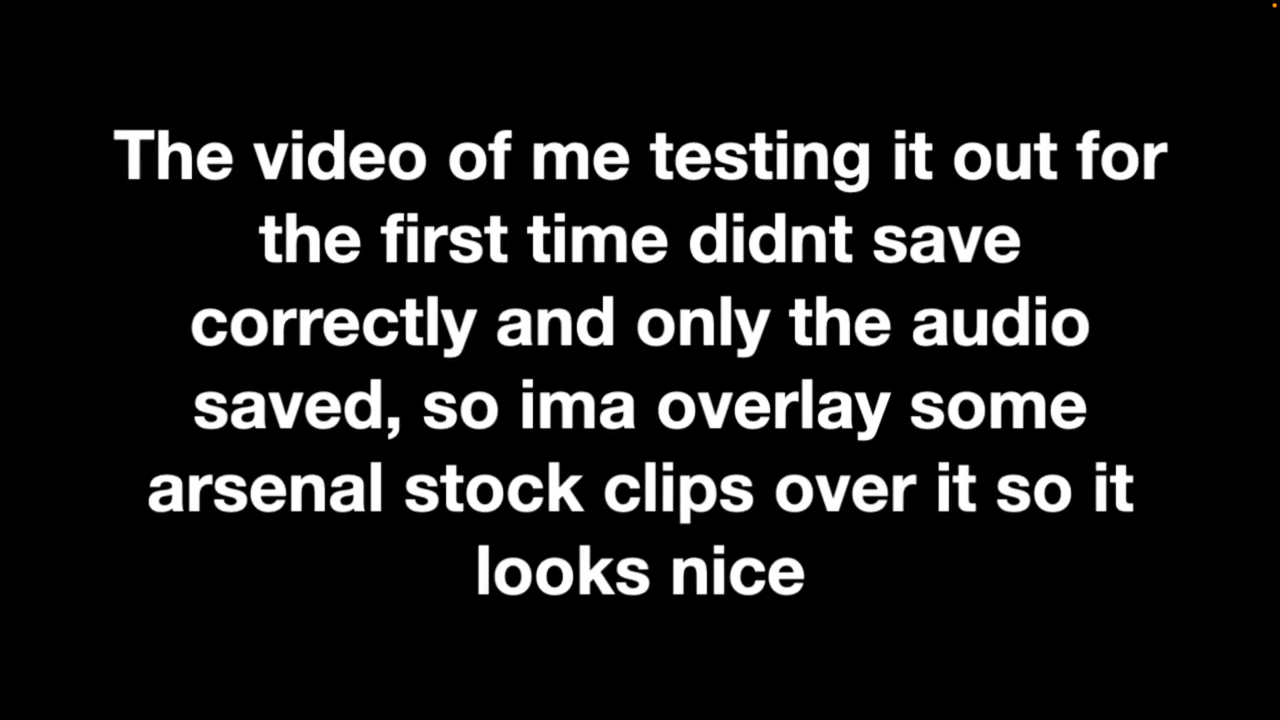 The video of me testing it out for
the first time didnt save
correctly and only the audio
saved, so ima overlay some
arsenal stock clips over it so it
looks nice